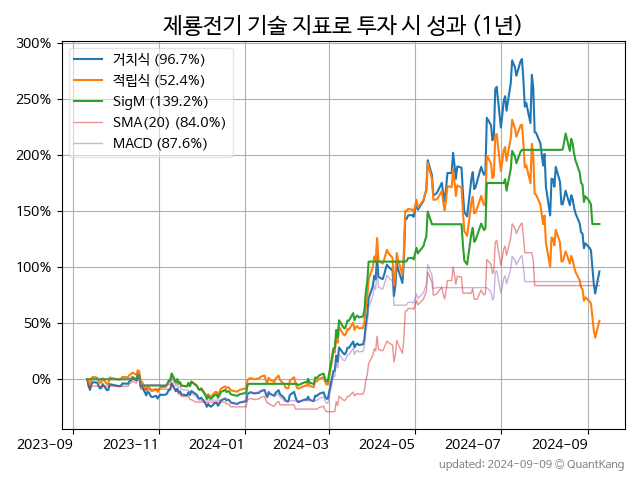 제룡전기 기술 지표로 투자 시 성과 (1년)
300%
250%
200%
150%
100%
50%
0%
거치식 (96.7%)
적립식 (52.4%)
SigM (139.2%)
SMA(20) (84.0%)
MACD (87.6%)
2023-09
2023-11
2024-01
2024-03
2024-05
2024-07
2024-09
updated: 2024-09-09 © QuantKang